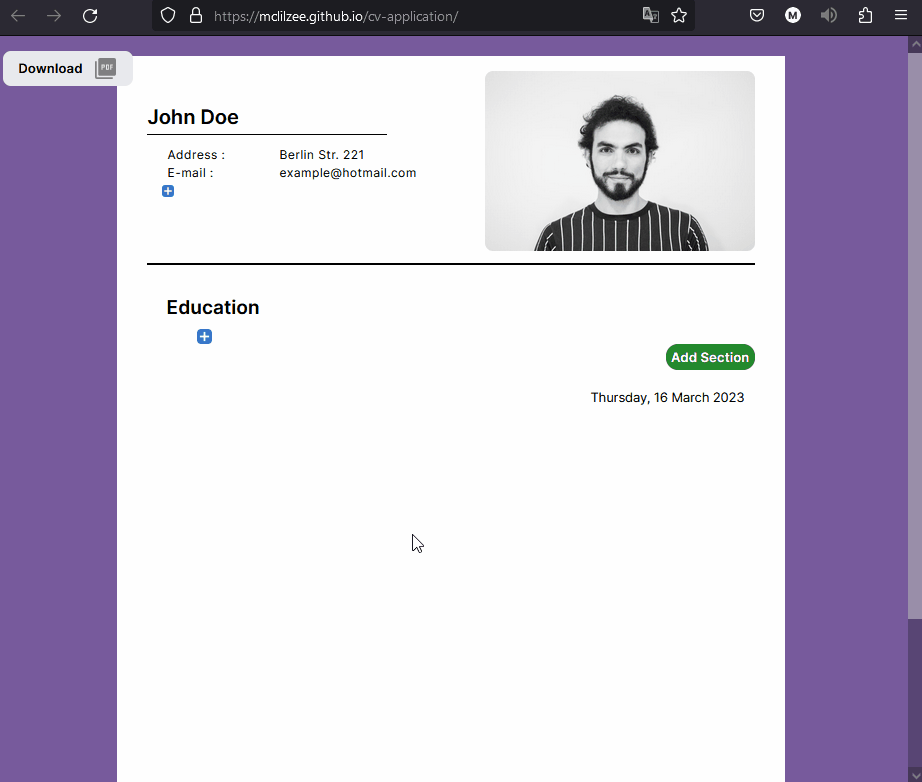 https://mclilzee.github.io/cv-application/
M
Download PDF
John Doe
Address : Berlin Str. 221
E-mail : example@hotmail.com
Education
Add Section
Thursday, 16 March 2023